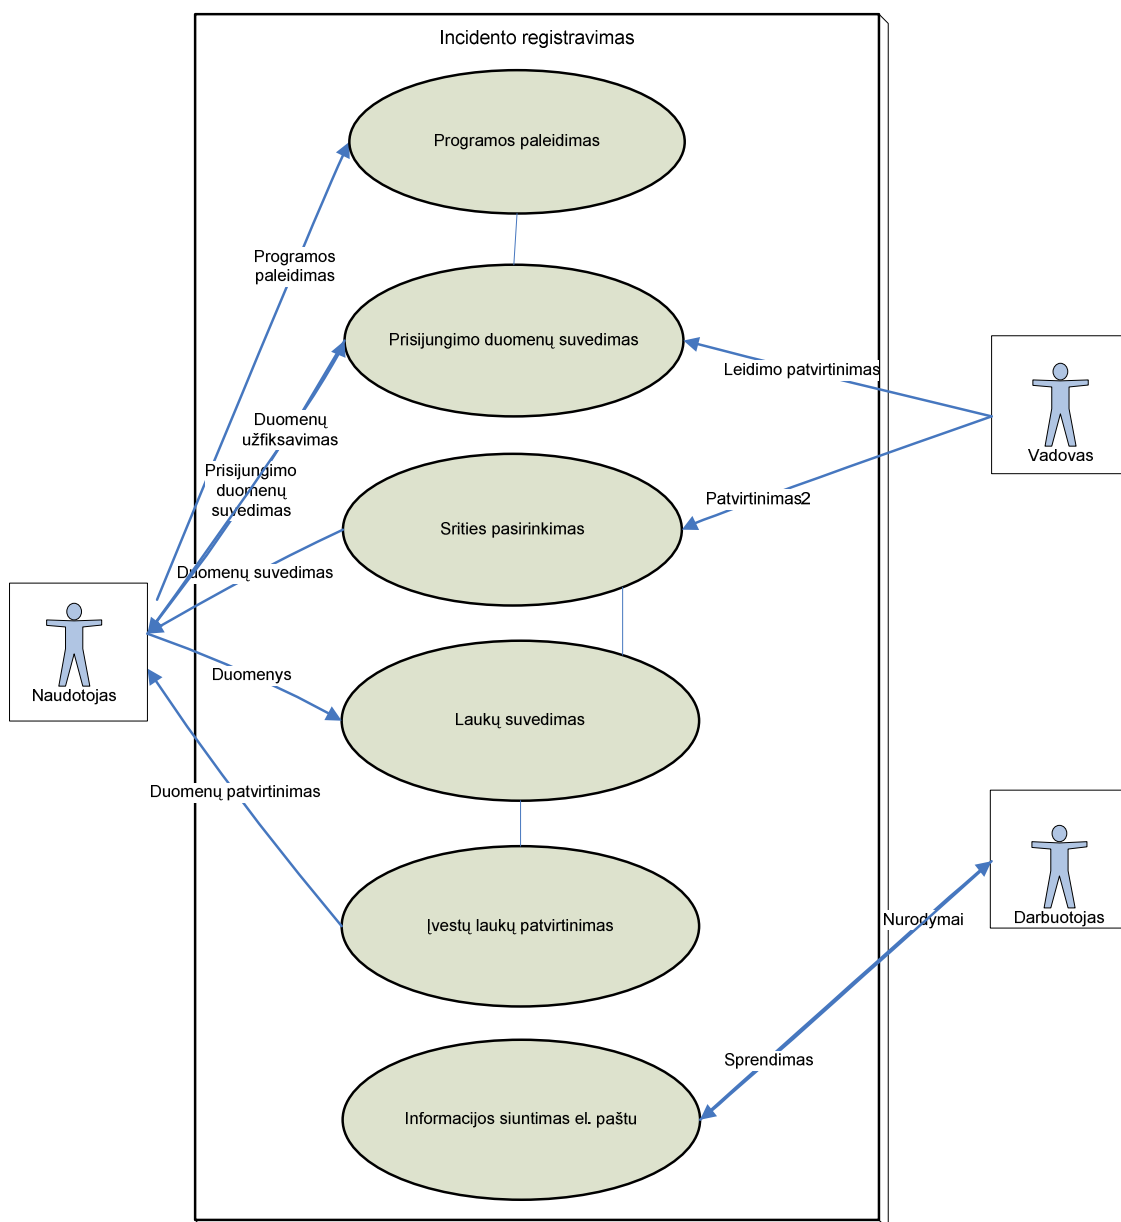 Incidento registravimas
Programos paleidimas
Programos
paleidimas
Prisijungimo duomenų suvedimas
Leidimo patvirtinimas
Vadovas
Duomenų
užfiksavimas
Prisijungimo
duomenų
suvedimas
Patvirtinimas2
Srities pasirinkimas
Duomenų suvedimas
Naudotojas
Duomenys
Laukų suvedimas
Duomenų patvirtinimas
Įvestų laukų patvirtinimas
Nurodymai
Darbuotojas
Sprendimas
Informacijos siuntimas el. paštu